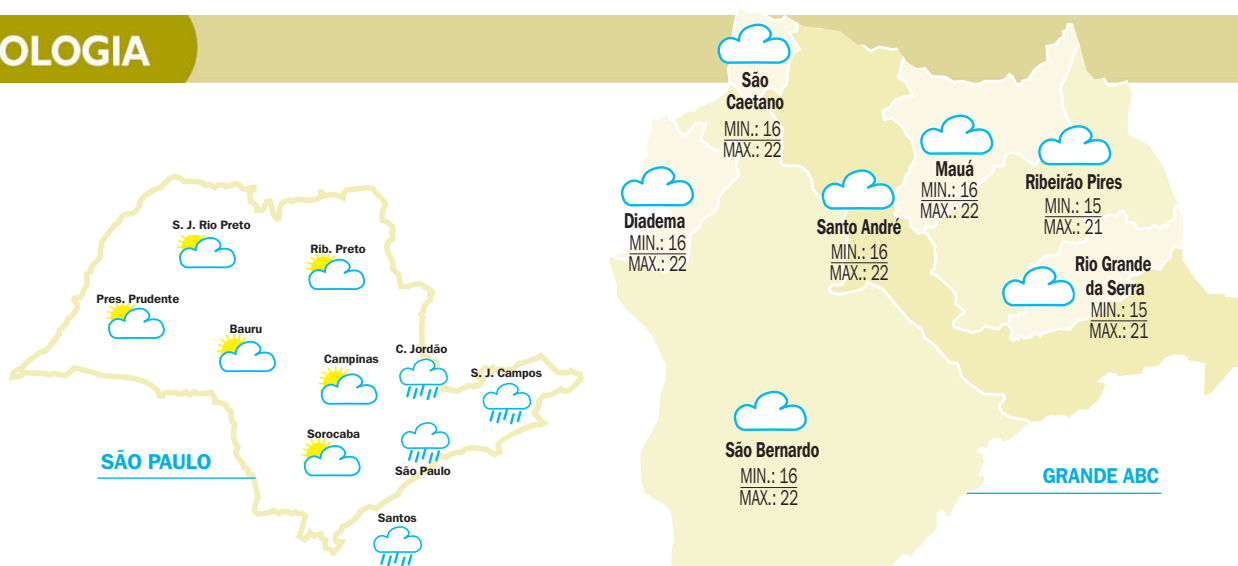 OLOGIA
S. J. Rio Preto
Rib. Preto
Pres. Prudente
Bauru
Campinas
C. Jordão
S. J. Campos
Sorocaba
São Paulo
Santos
SÃO PAULO
São
Caetano
MIN.: 16
MAX.: 22
Diadema
MIN.: 16
MAX.: 22
Santo André
MIN.: 16
MAX.: 22
Mauá
MIN.: 16
MAX.: 22
Ribeirão Pires
MIN.: 15
MAX.: 21
Rio Grande
da Serra
MIN.: 15
MAX.: 21
São Bernardo
MIN.: 16
MAX.: 22
GRANDE ABC